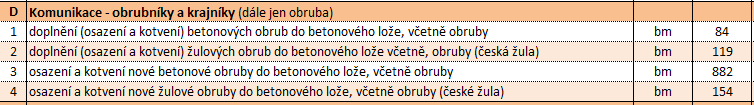 D Komunikace - obrubníky a krajníky (dále jen obruba)
1 doplnění (osazení a kotvení) betonových obrub do betonového lože, včetně obruby bm 84
2 doplnění (osazení a kotvení) žulových obrub do betonového lože včetně, obruby (česká žula) bm 119
3 osazení a kotvení nové betonové obruby do betonového lože, včetně obruby bm 882
4 osazení a kotvení nové žulové obruby do betonového lože, včetně obruby (české žula) bm 154